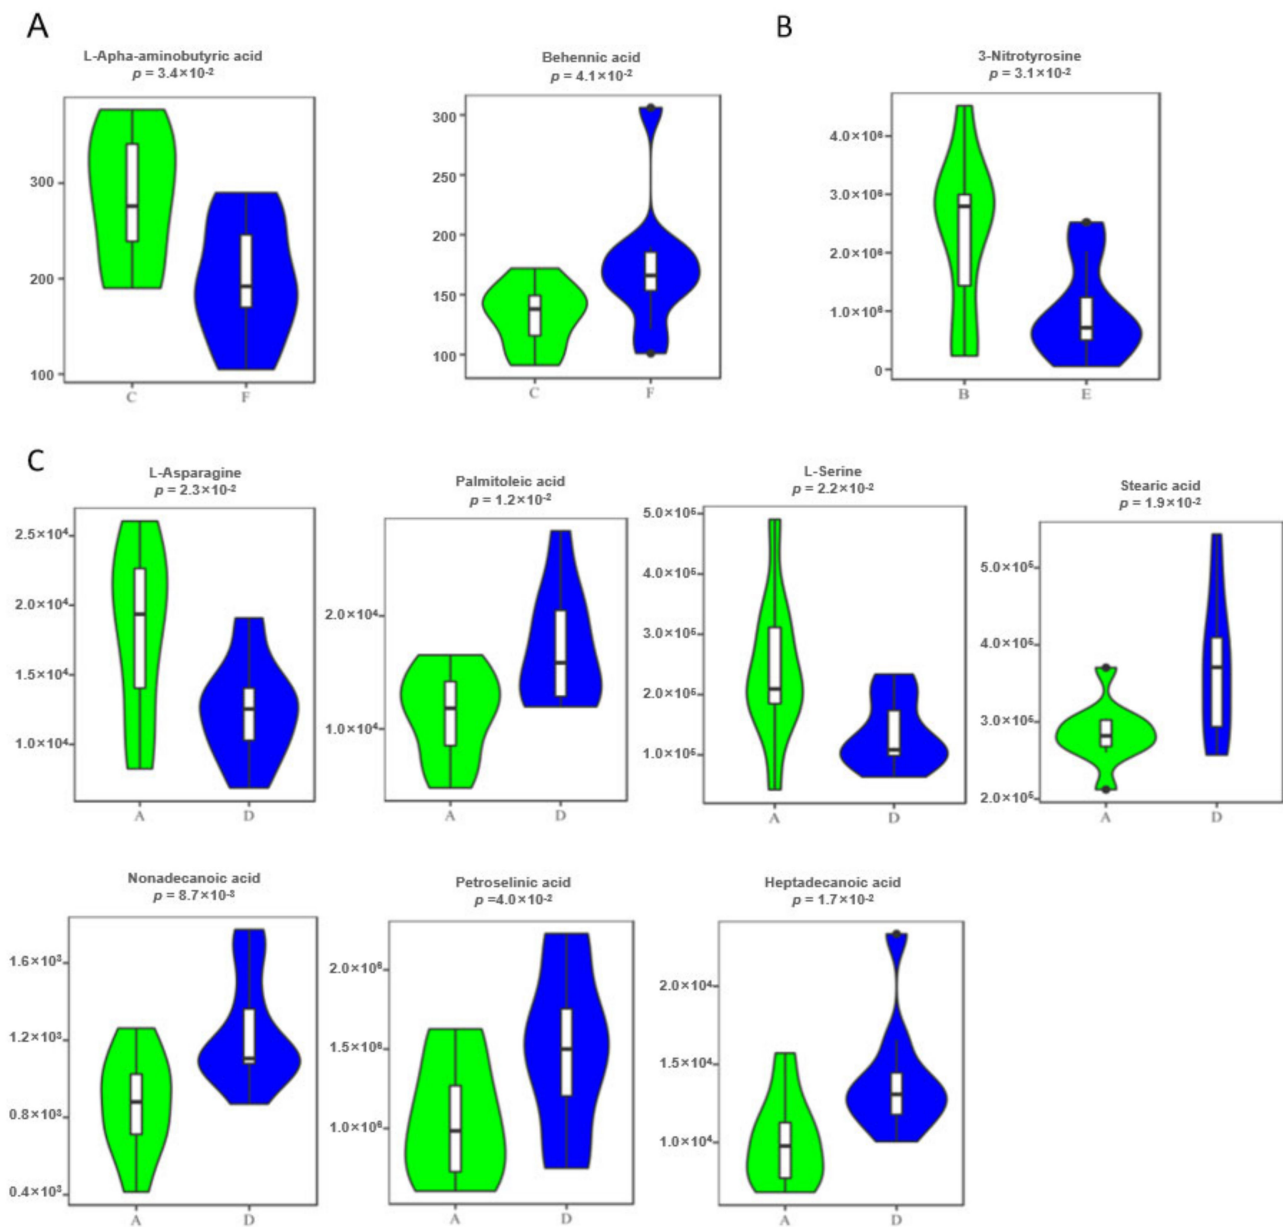 A
B
L-Apha-aminobutyric acid
p = 3.4×10⁻²
Behennic acid
p = 4.1×10⁻²
3-Nitrotyrosine
p = 3.1×10⁻²
300
200
100
C
F
300
250
200
150
100
C
F
4.0×10⁶
3.0×10⁶
2.0×10⁶
1.0×10⁶
0
B
E
C
L-Asparagine
p = 2.3×10⁻²
Palmitoleic acid
p = 1.2×10⁻²
L-Serine
p = 2.2×10⁻²
Stearic acid
p = 1.9×10⁻²
2.5×10⁴
2.0×10⁴
1.5×10⁴
1.0×10⁴
A
D
2.0×10⁴
1.0×10⁴
A
D
5.0×10⁵
4.0×10⁵
3.0×10⁵
2.0×10⁵
1.0×10⁵
A
D
5.0×10⁵
4.0×10⁵
3.0×10⁵
2.0×10⁵
A
D
Nonadecanoic acid
p = 8.7×10⁻³
Petroselinic acid
p =4.0×10⁻²
Heptadecanoic acid
p = 1.7×10⁻²
1.6×10³
1.2×10³
0.8×10³
0.4×10³
A
D
2.0×10⁶
1.5×10⁶
1.0×10⁶
A
D
2.0×10⁴
1.5×10⁴
1.0×10⁴
A
D